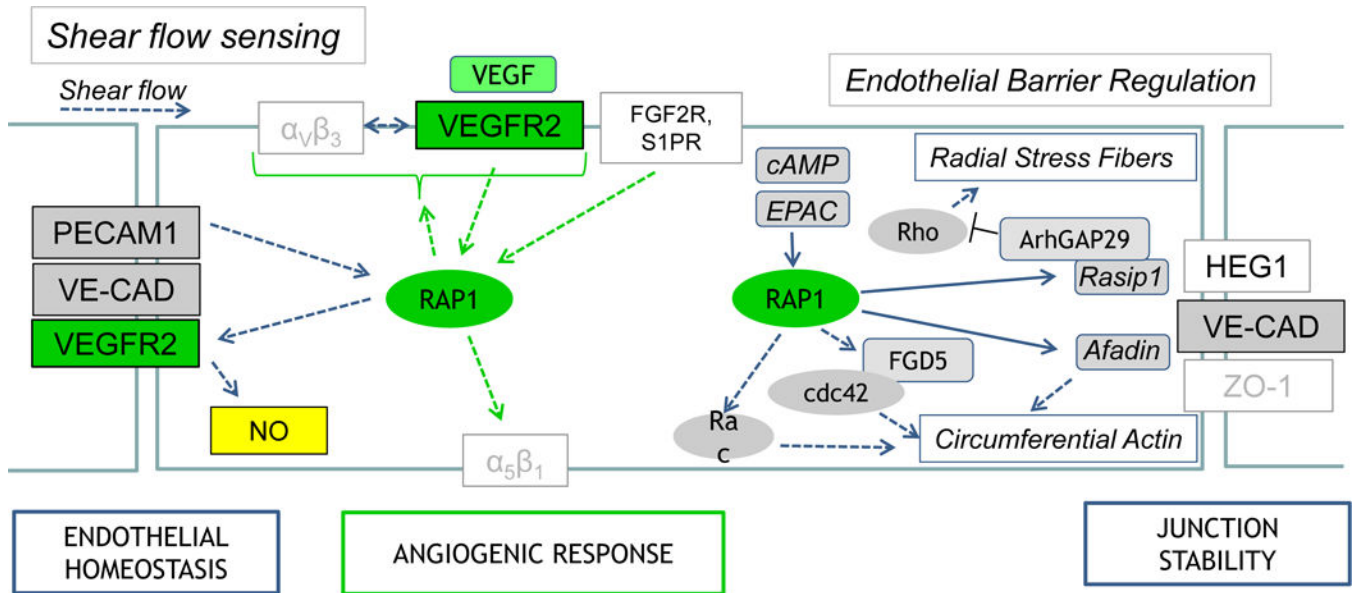 Shear flow sensing
Shear flow
VEGF
VEGFR2
αVβ3
FGF2R,
S1PR
Endothelial Barrier Regulation
cAMP
EPAC
Radial Stress Fibers
Rho
ArhGAP29
Rasip1
PECAM1
VE-CAD
VEGFR2
RAP1
RAP1
HEG1
VE-CAD
ZO-1
Afadin
FGD5
cdc42
Ra
c
Circumferential Actin
NO
α5β1
ENDOTHELIAL
HOMEOSTASIS
ANGIOGENIC RESPONSE
JUNCTION
STABILITY